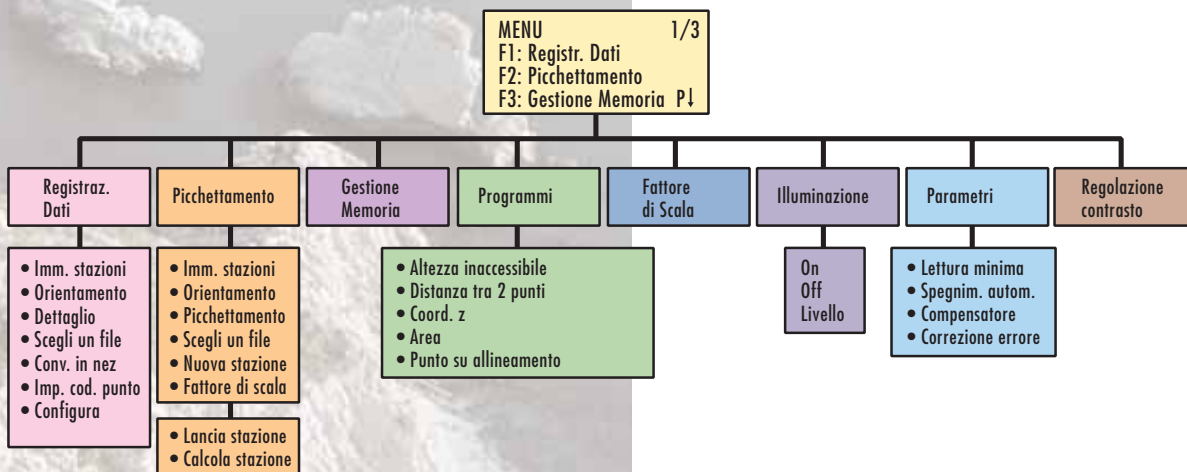 MENU 1/3
F1: Registr. Dati
F2: Picchettamento
F3: Gestione Memoria P↓
Registraz.
Dati
Picchettamento
Gestione
Memoria
Programmi
Fattore
di Scala
Illuminazione
Parametri
Regolazione
contrasto
• Imm. stazioni
• Orientamento
• Dettaglio
• Scegli un file
• Conv. in nez
• Imp. cod. punto
• Configura
• Imm. stazioni
• Orientamento
• Picchettamento
• Scegli un file
• Nuova stazione
• Fattore di scala
• Lancia stazione
• Calcola stazione
• Altezza inaccessibile
• Distanza tra 2 punti
• Coord. z
• Area
• Punto su allineamento
On
Off
Livello
• Lettura minima
• Spegnim. autom.
• Compensatore
• Correzione errore